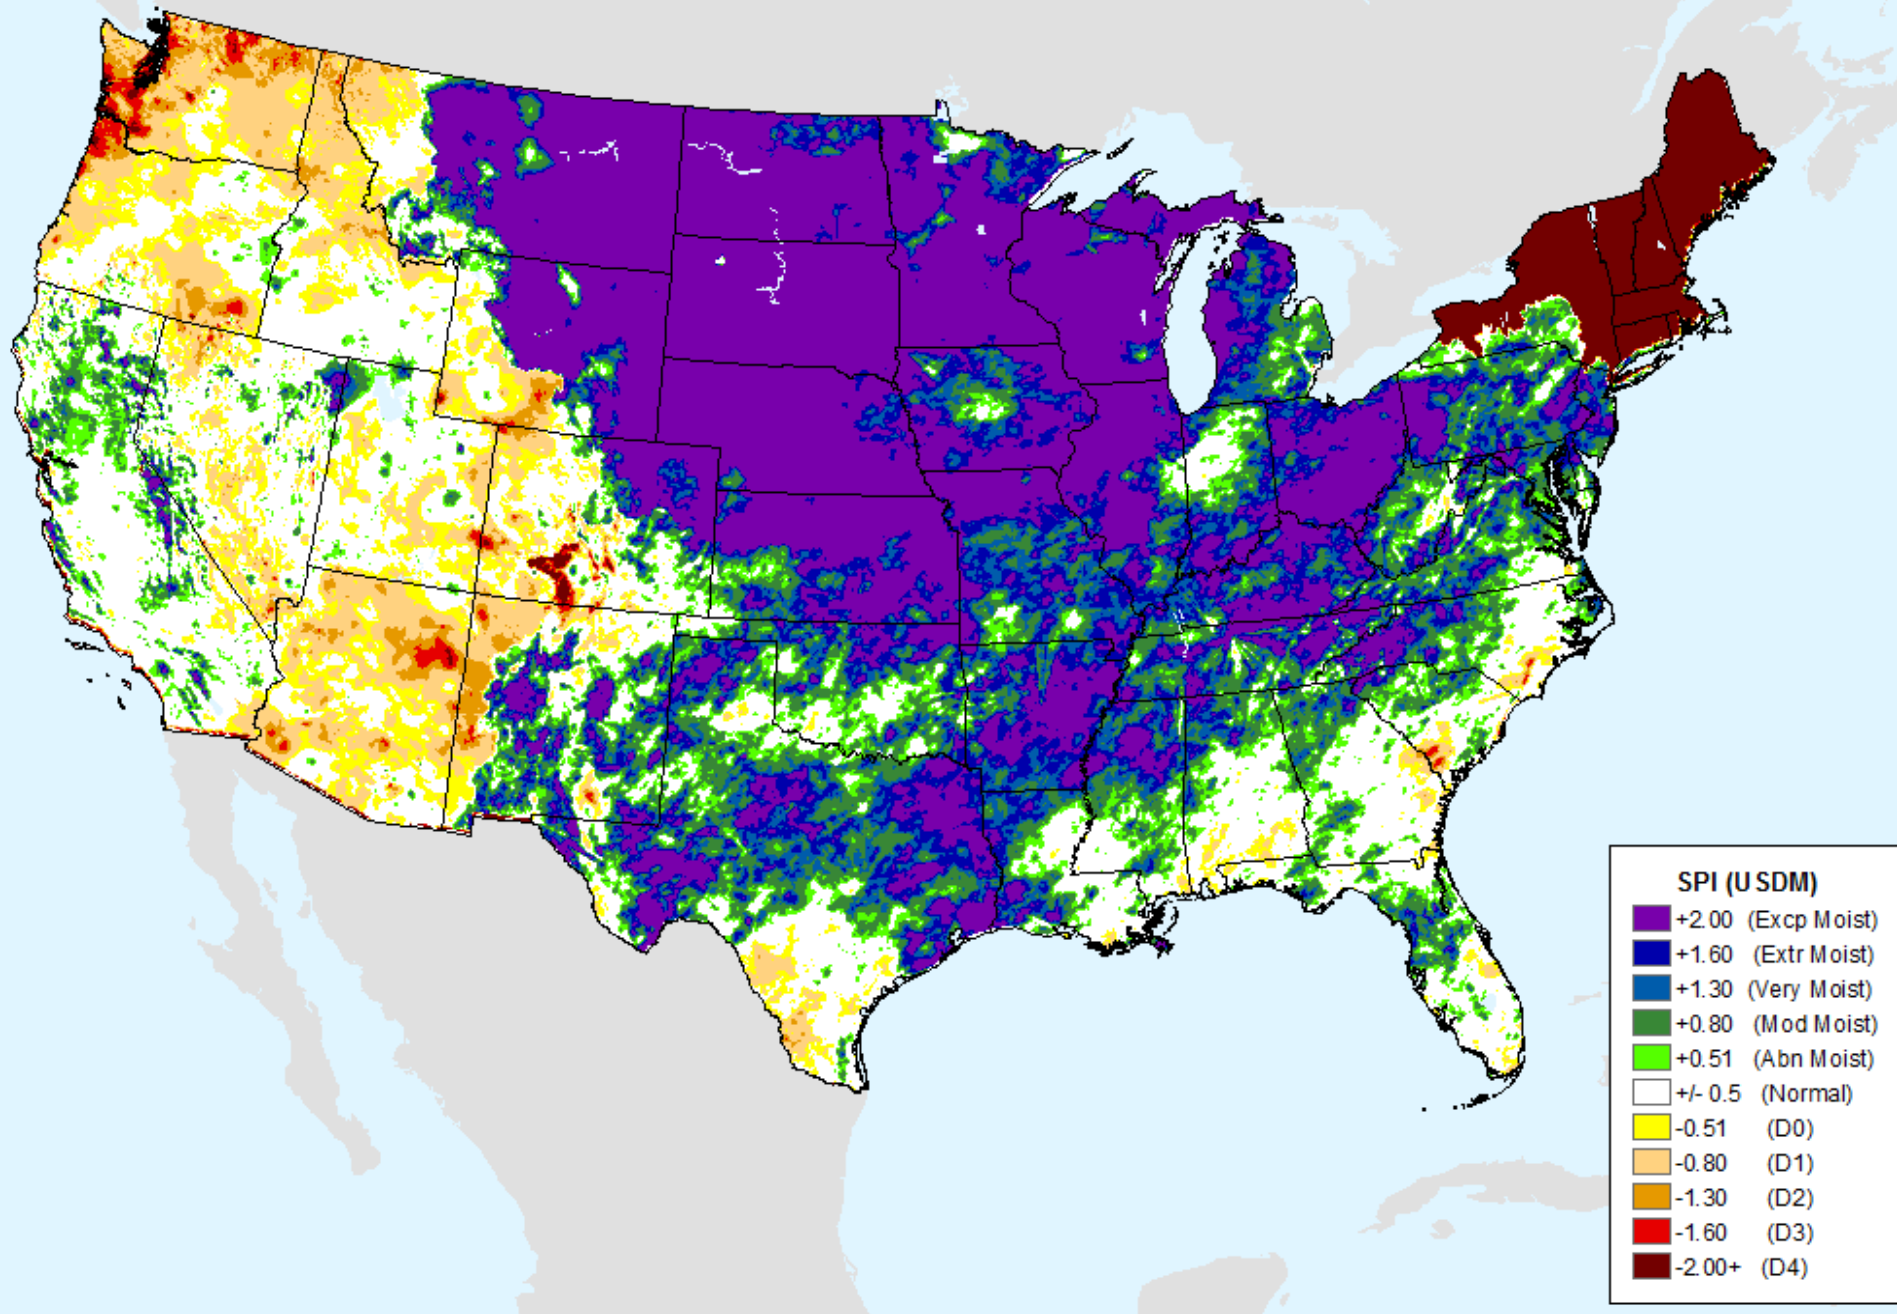 SPI (USDM)
+2.00 (Excp Moist)
+1.60 (Extr Moist)
+1.30 (Very Moist)
+0.80 (Mod Moist)
+0.51 (Abn Moist)
+/- 0.5 (Normal)
-0.51 (D0)
-0.80 (D1)
-1.30 (D2)
-1.60 (D3)
-2.00+ (D4)